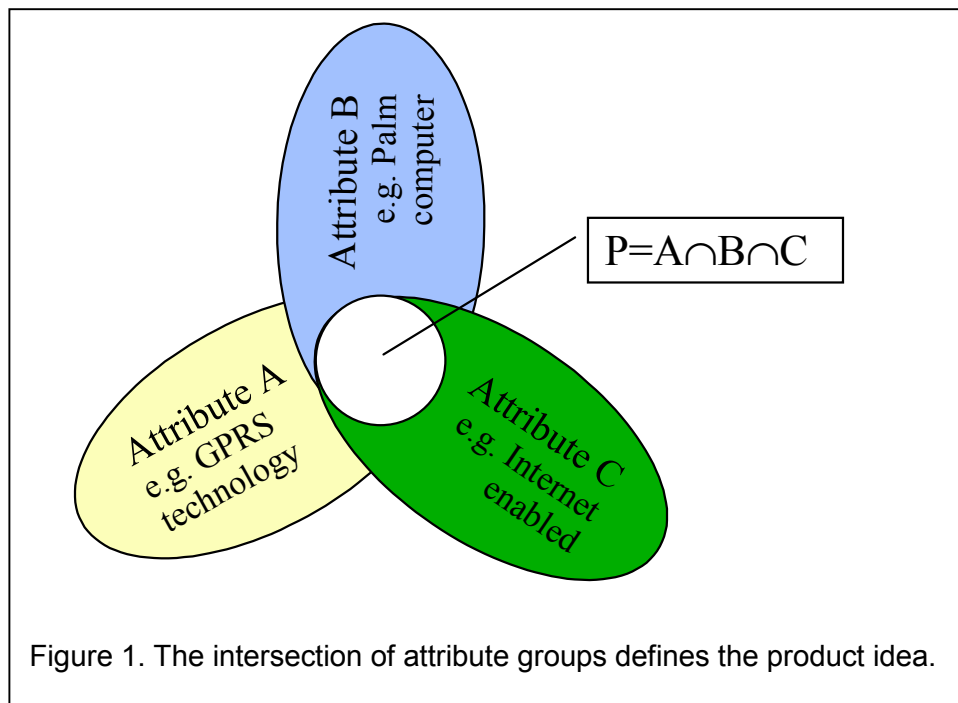 Attribute B
e.g. Palm
computer
P=A∩B∩C
Attribute A
e.g. GPRS
technology
Attribute C
e.g. Internet
enabled
Figure 1. The intersection of attribute groups defines the product idea.